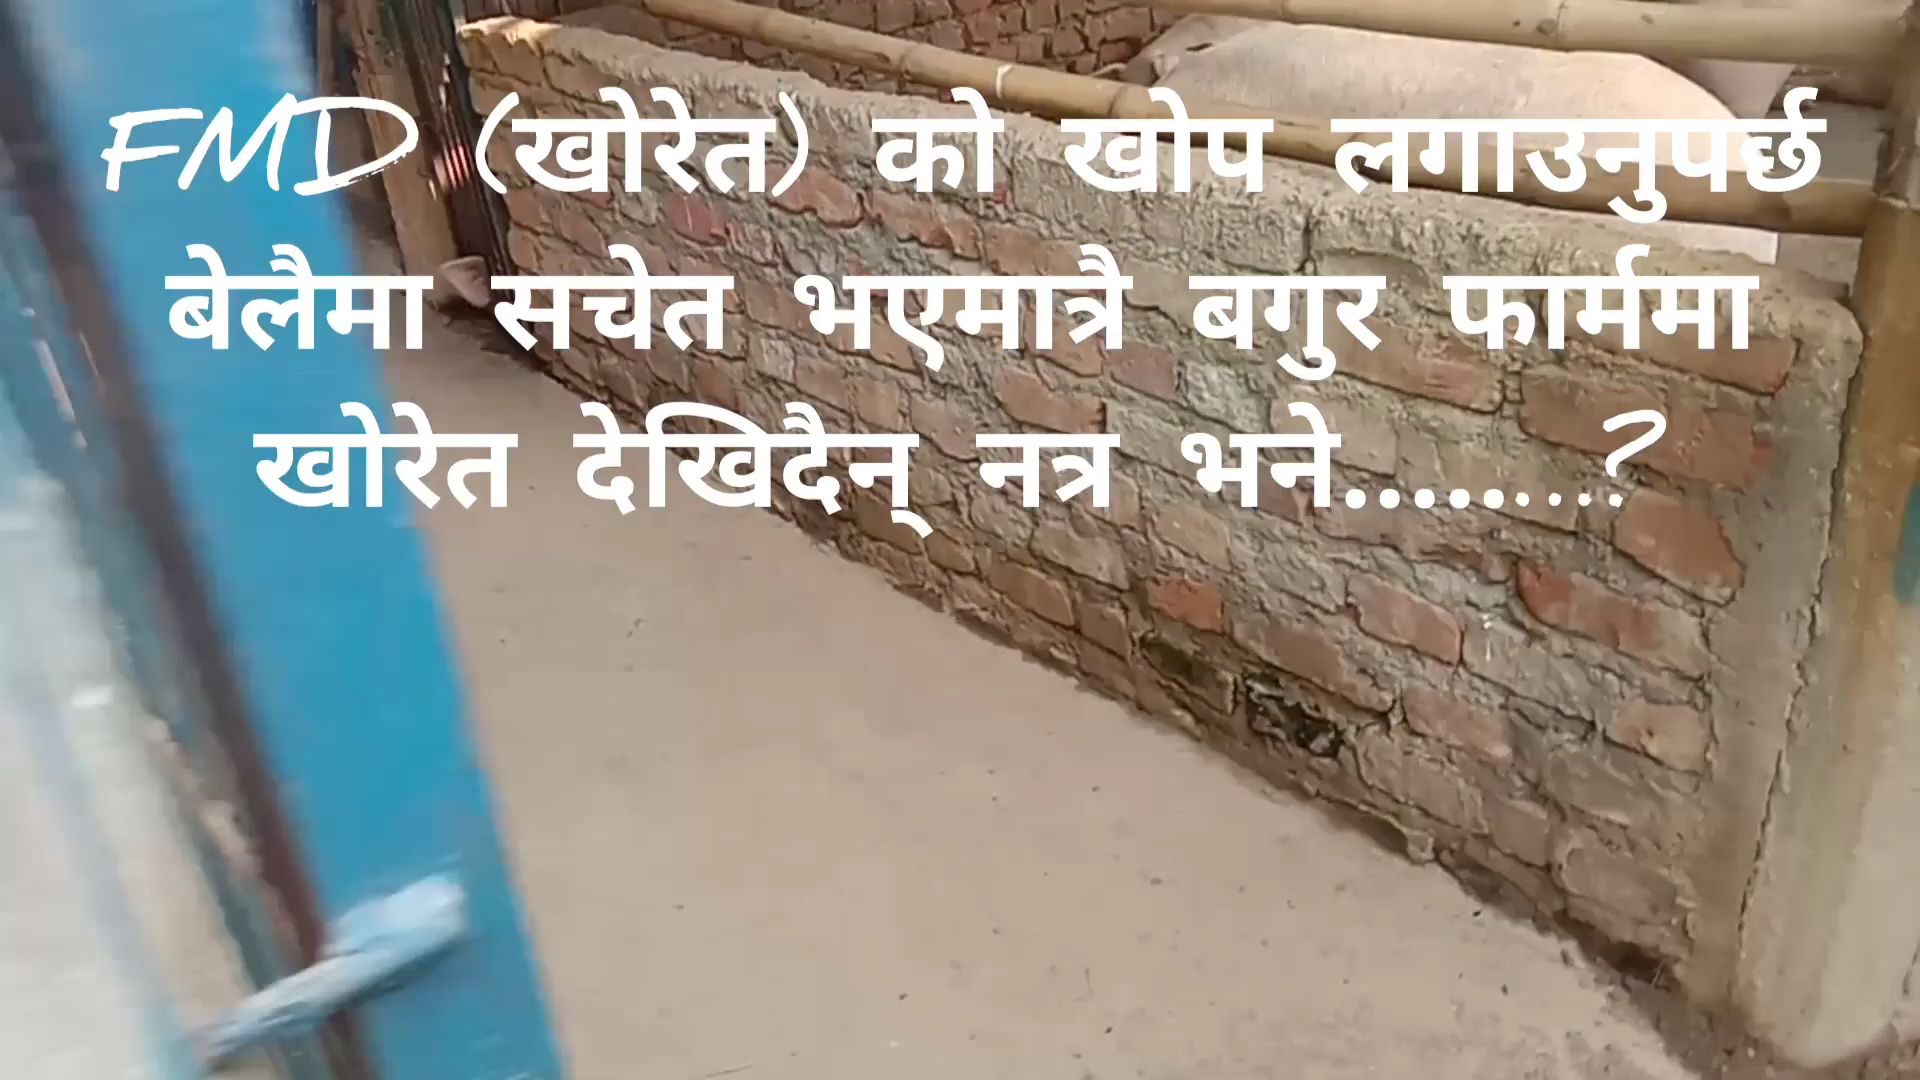 FMD (खोरेत) को खोप लगाउनुपर्छ
बेलैमा सचेत भएमात्रै बगुर फार्ममा
खोरेत देखिदैन् नत्र भने.........?